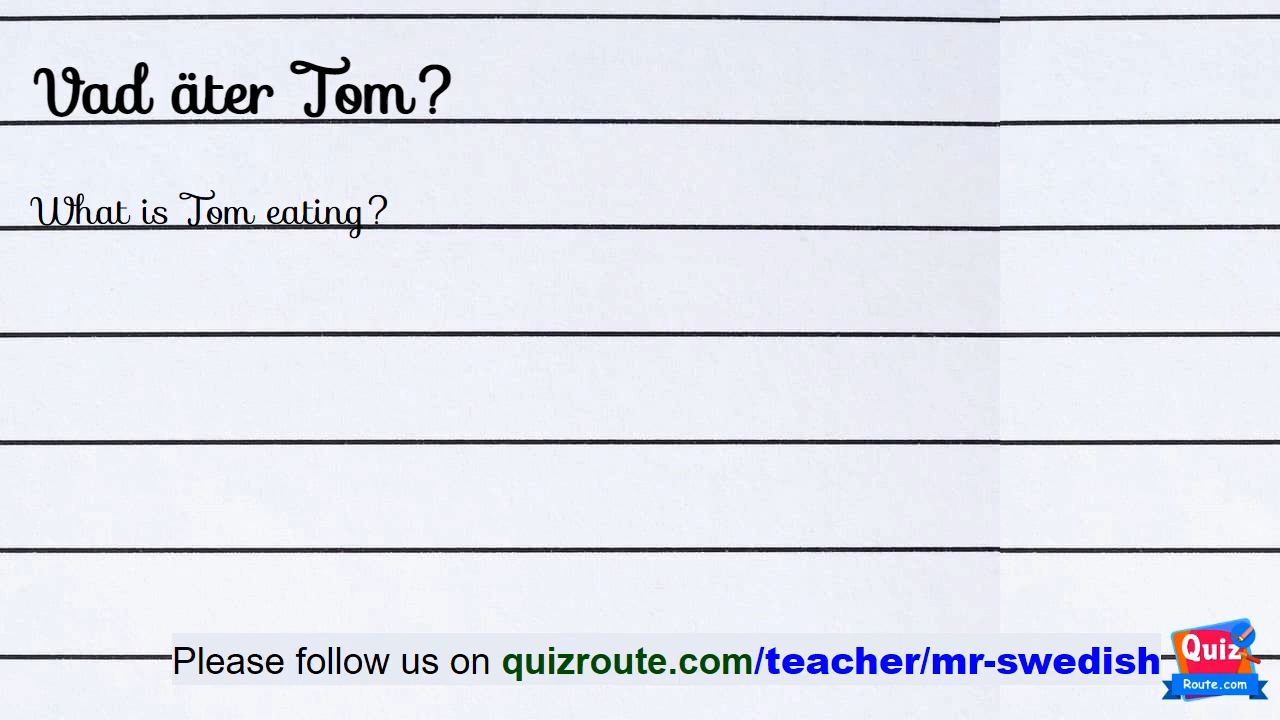 Vad äter Tom?
What is Tom eating?
Please follow us on quizroute.com/teacher/mr-swedish
Quiz
Route.com